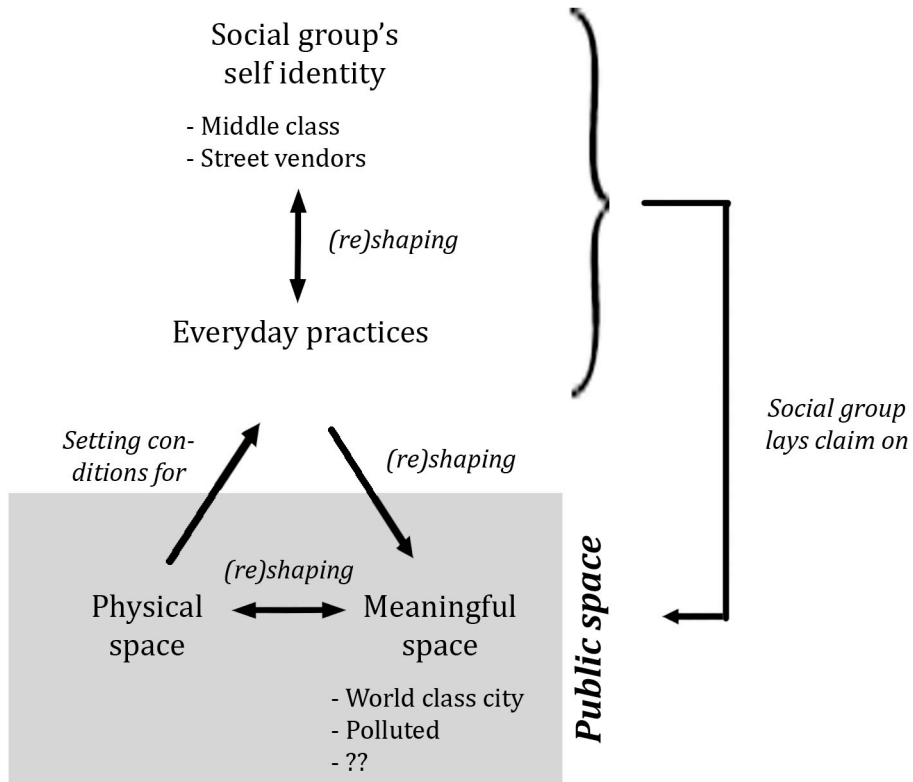 Social group’s
self identity
- Middle class
- Street vendors
(re)shaping
Everyday practices
Setting con-
ditions for
(re)shaping
Social group
lays claim on
(re)shaping
Physical
space
Meaningful
space
- World class city
- Polluted
- ??
Public space